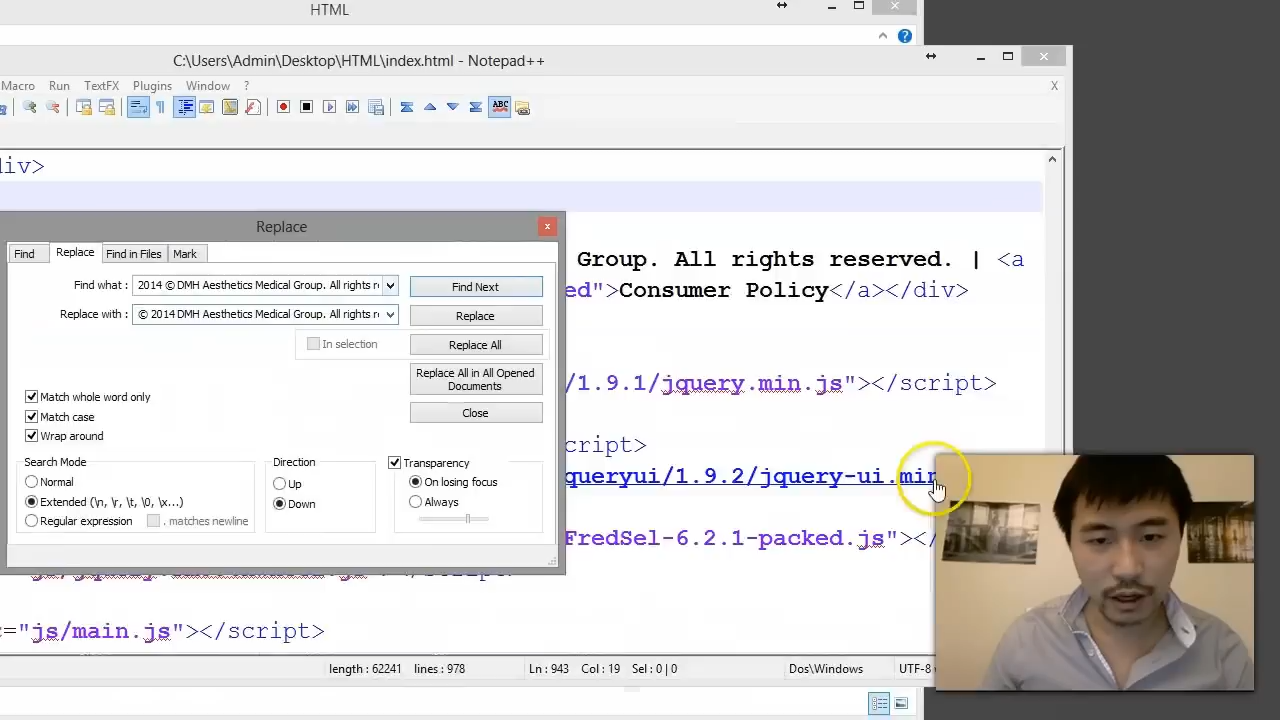 HTML
C:\Users\Admin\Desktop\HTML\index.html - Notepad++
Macro Run TextFX Plugins Window ? X
ABC
div>
Replace
Find Replace Find in Files Mark
Group. All rights reserved. | <a
Find what : 2014 © DMH Aesthetics Medical Group. All rights r Find Next
ed">Consumer Policy</a></div>
Replace with : © 2014 DMH Aesthetics Medical Group. All rights r Replace
In selection Replace All
Replace All in All Opened
Documents
/1.9.1/jquery.min.js"></script>
Match whole word only
Match case Close
Wrap around
cript>
Search Mode Direction Transparency
queryui/1.9.2/jquery-ui.min
Normal Up On losing focus
Extended (\n, \r, \t, \0, \x...) Down Always
Regular expression . matches newline
FredSel-6.2.1-packed.js"></
="js/main.js"></script>
length : 62241 lines : 978 Ln : 943 Col : 19 Sel : 0 | 0 Dos\Windows UTF-8